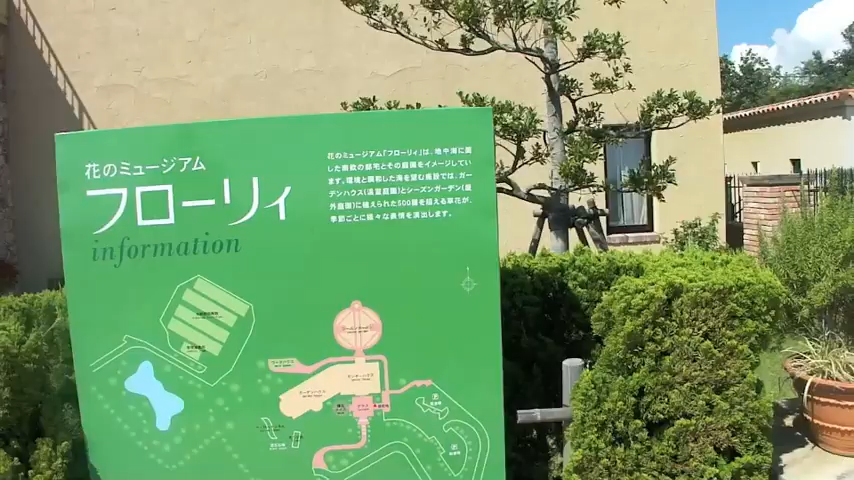 花のミュージアム
フローリィ
information
花のミュージアム「フローリィ」は、地中海に面
した南欧の邸宅とその庭園をイメージしてい
ます。環境と調和した海を望む施設では、ガー
デンハウス(温室庭園)とシーズンガーデン(屋
外庭園)に植えられた500種を超える草花が、
季節ごとに様々な表情を演出します。